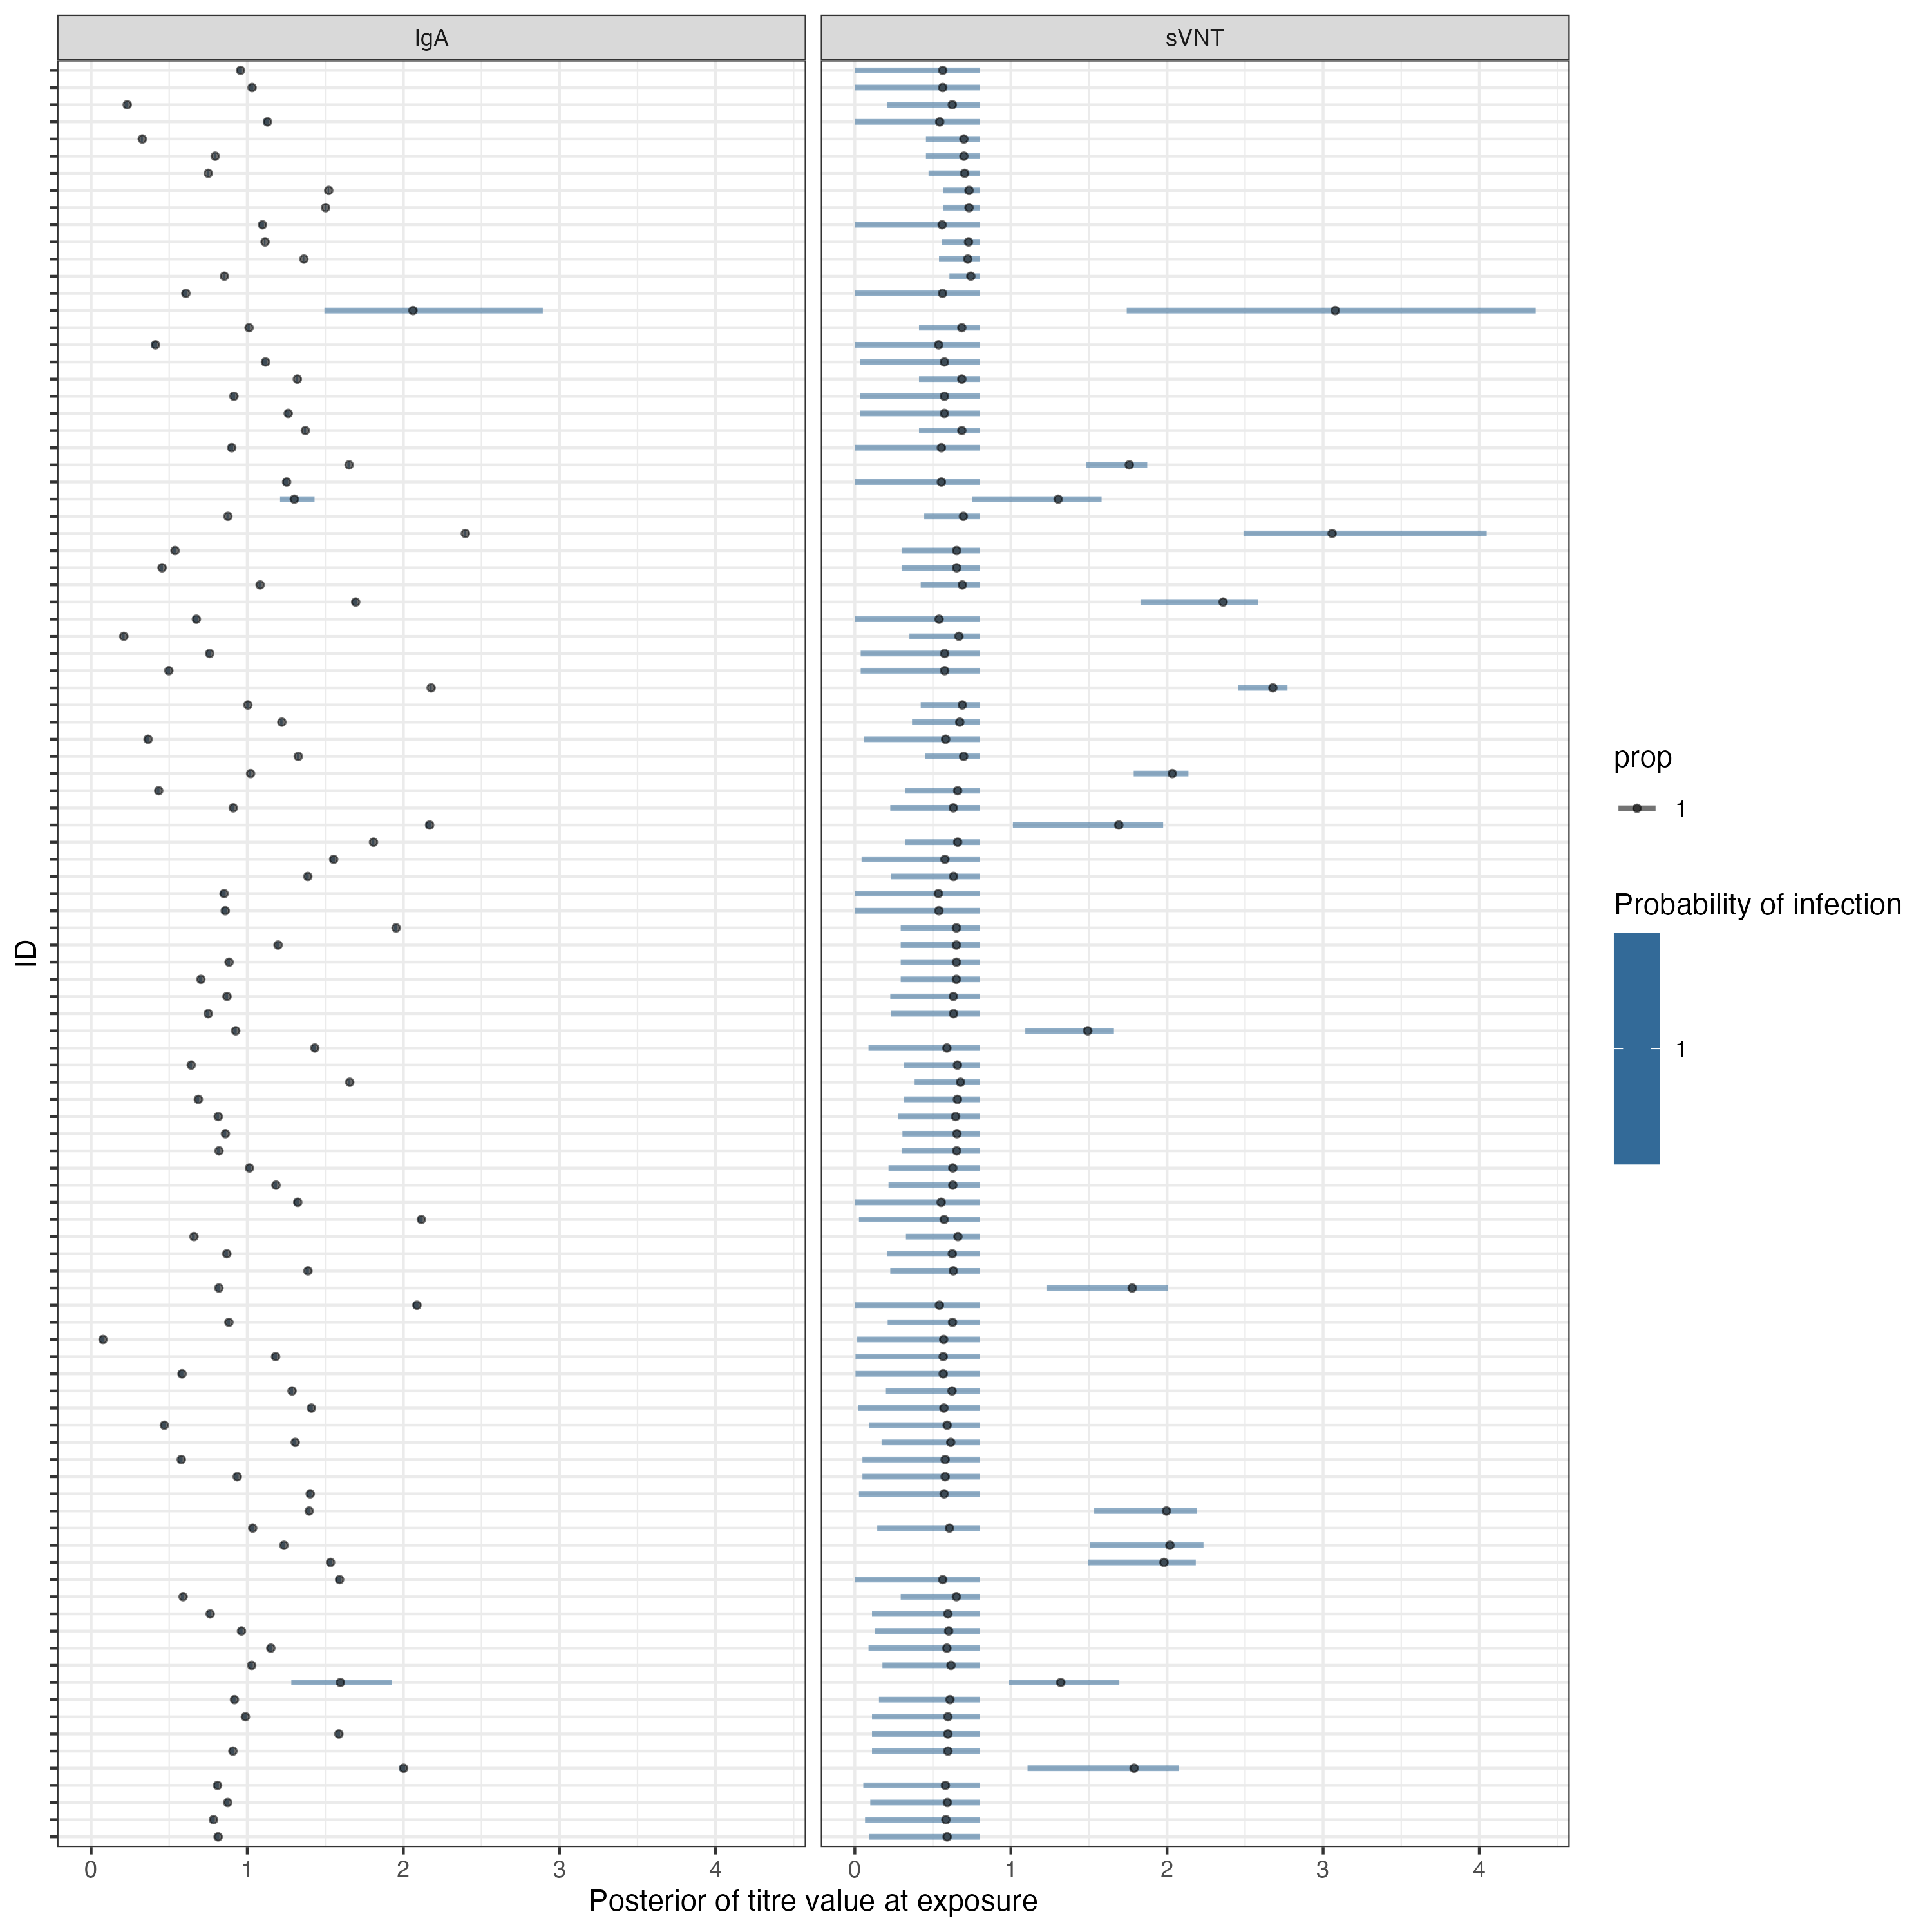 IgA
sVNT
ID
0 1 2 3 4
0 1 2 3 4
Posterior of titre value at exposure
prop
1
Probability of infection
1